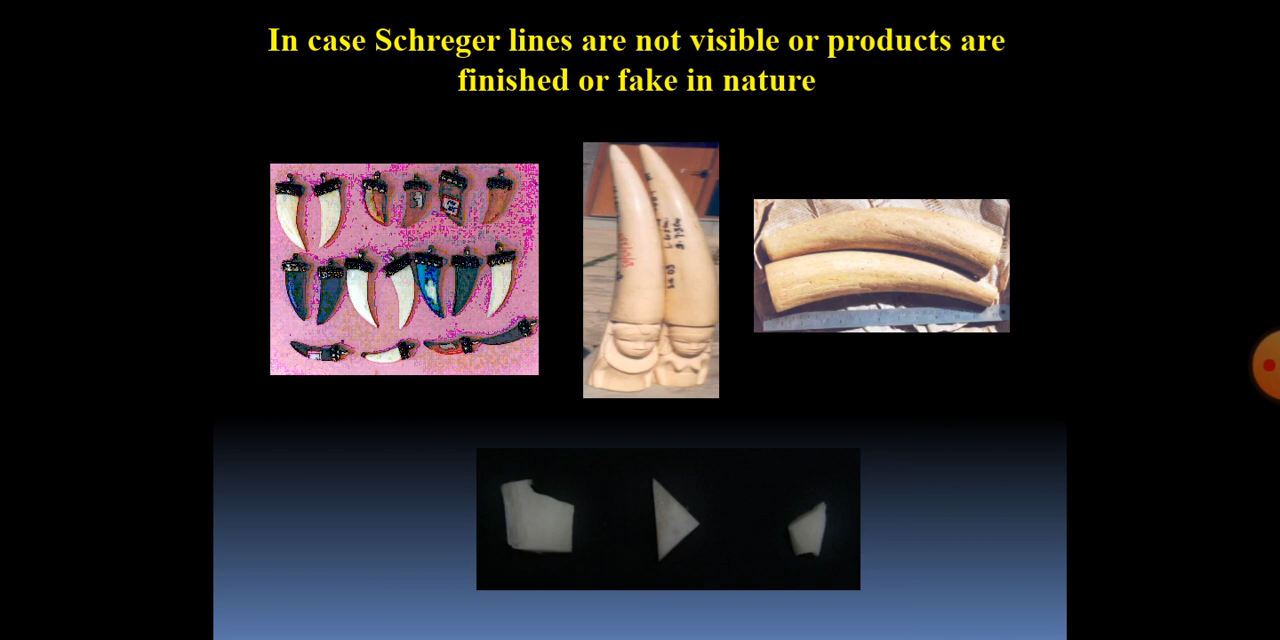 In case Schreger lines are not visible or products are
finished or fake in nature